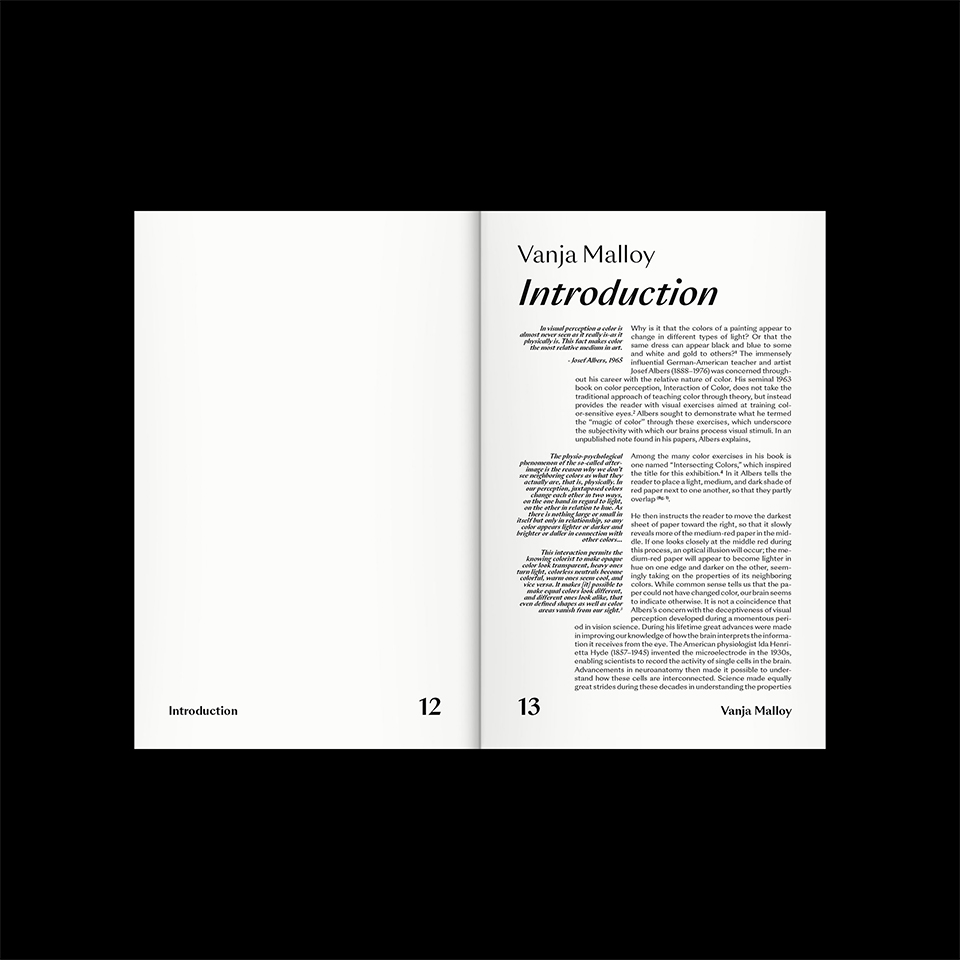 Introduction
12
Vanja Malloy
Introduction
In visual perception a color is
almost never seen as it really is-as it
physically is. This fact makes color
the most relative medium in art.
- Josef Albers, 1965
Why is it that the colors of a painting appear to
change in different types of light? Or that the
same dress can appear black and blue to some
and white and gold to others?¹ The immensely
influential German-American teacher and artist
Josef Albers (1888–1976) was concerned through-
out his career with the relative nature of color. His seminal 1963
book on color perception, Interaction of Color, does not take the
traditional approach of teaching color through theory, but instead
provides the reader with visual exercises aimed at training col-
or-sensitive eyes.² Albers sought to demonstrate what he termed
the “magic of color” through these exercises, which underscore
the subjectivity with which our brains process visual stimuli. In an
unpublished note found in his papers, Albers explains,
The physio-psychological
phenomenon of the so-called after-
image is the reason why we don’t
see neighboring colors as what they
actually are, that is, physically. In
our perception, juxtaposed colors
change each other in two ways,
on the one hand in regard to light,
on the other in relation to hue. As
there is nothing large or small in
itself but only in relationship, so any
color appears lighter or darker and
brighter or duller in connection with
other colors...
This interaction permits the
knowing colorist to make opaque
color look transparent, heavy ones
turn light, colorless neutrals become
colorful, warm ones seem cool, and
vice versa. It makes [it] possible to
make equal colors look different,
and different ones look alike, that
even defined shapes as well as color
areas vanish from our sight.³
Among the many color exercises in his book is
one named “Intersecting Colors,” which inspired
the title for this exhibition.⁴ In it Albers tells the
reader to place a light, medium, and dark shade of
red paper next to one another, so that they partly
overlap (fig. 1).
He then instructs the reader to move the darkest
sheet of paper toward the right, so that it slowly
reveals more of the medium-red paper in the mid-
dle. If one looks closely at the middle red during
this process, an optical illusion will occur; the me-
dium-red paper will appear to become lighter in
hue on one edge and darker on the other, seem-
ingly taking on the properties of its neighboring
colors. While common sense tells us that the pa-
per could not have changed color, our brain seems
to indicate otherwise. It is not a coincidence that
Albers’s concern with the deceptiveness of visual
perception developed during a momentous peri-
od in vision science. During his lifetime great advances were made
in improving our knowledge of how the brain interprets the informa-
tion it receives from the eye. The American physiologist Ida Henri-
etta Hyde (1857–1945) invented the microelectrode in the 1930s,
enabling scientists to record the activity of single cells in the brain.
Advancements in neuroanatomy then made it possible to under-
stand how these cells are interconnected. Science made equally
great strides during these decades in understanding the properties
13
Vanja Malloy